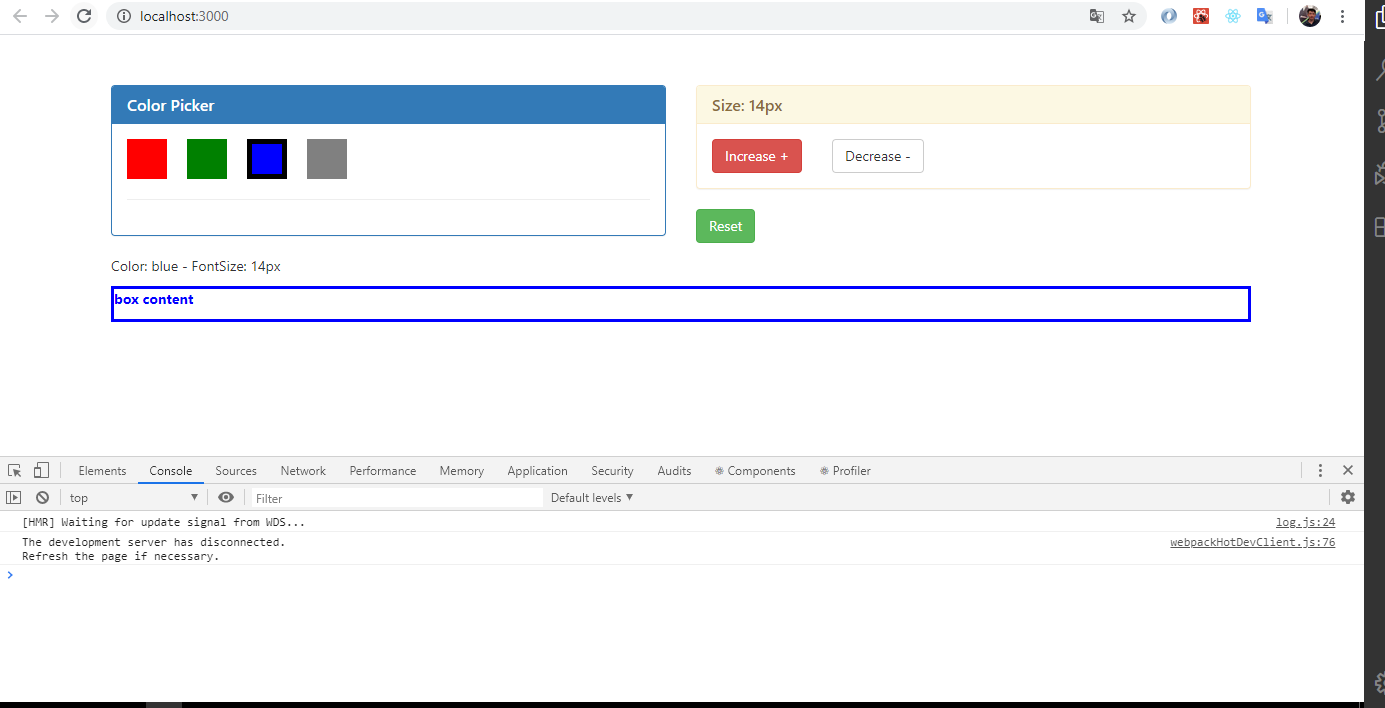 localhost:3000
Color Picker
Size: 14px
Increase +
Decrease -
Reset
Color: blue - FontSize: 14px
box content
Elements Console Sources Network Performance Memory Application Security Audits Components Profiler
top Filter Default levels
[HMR] Waiting for update signal from WDS... log.js:24
The development server has disconnected. webpackHotDevClient.js:76
Refresh the page if necessary.